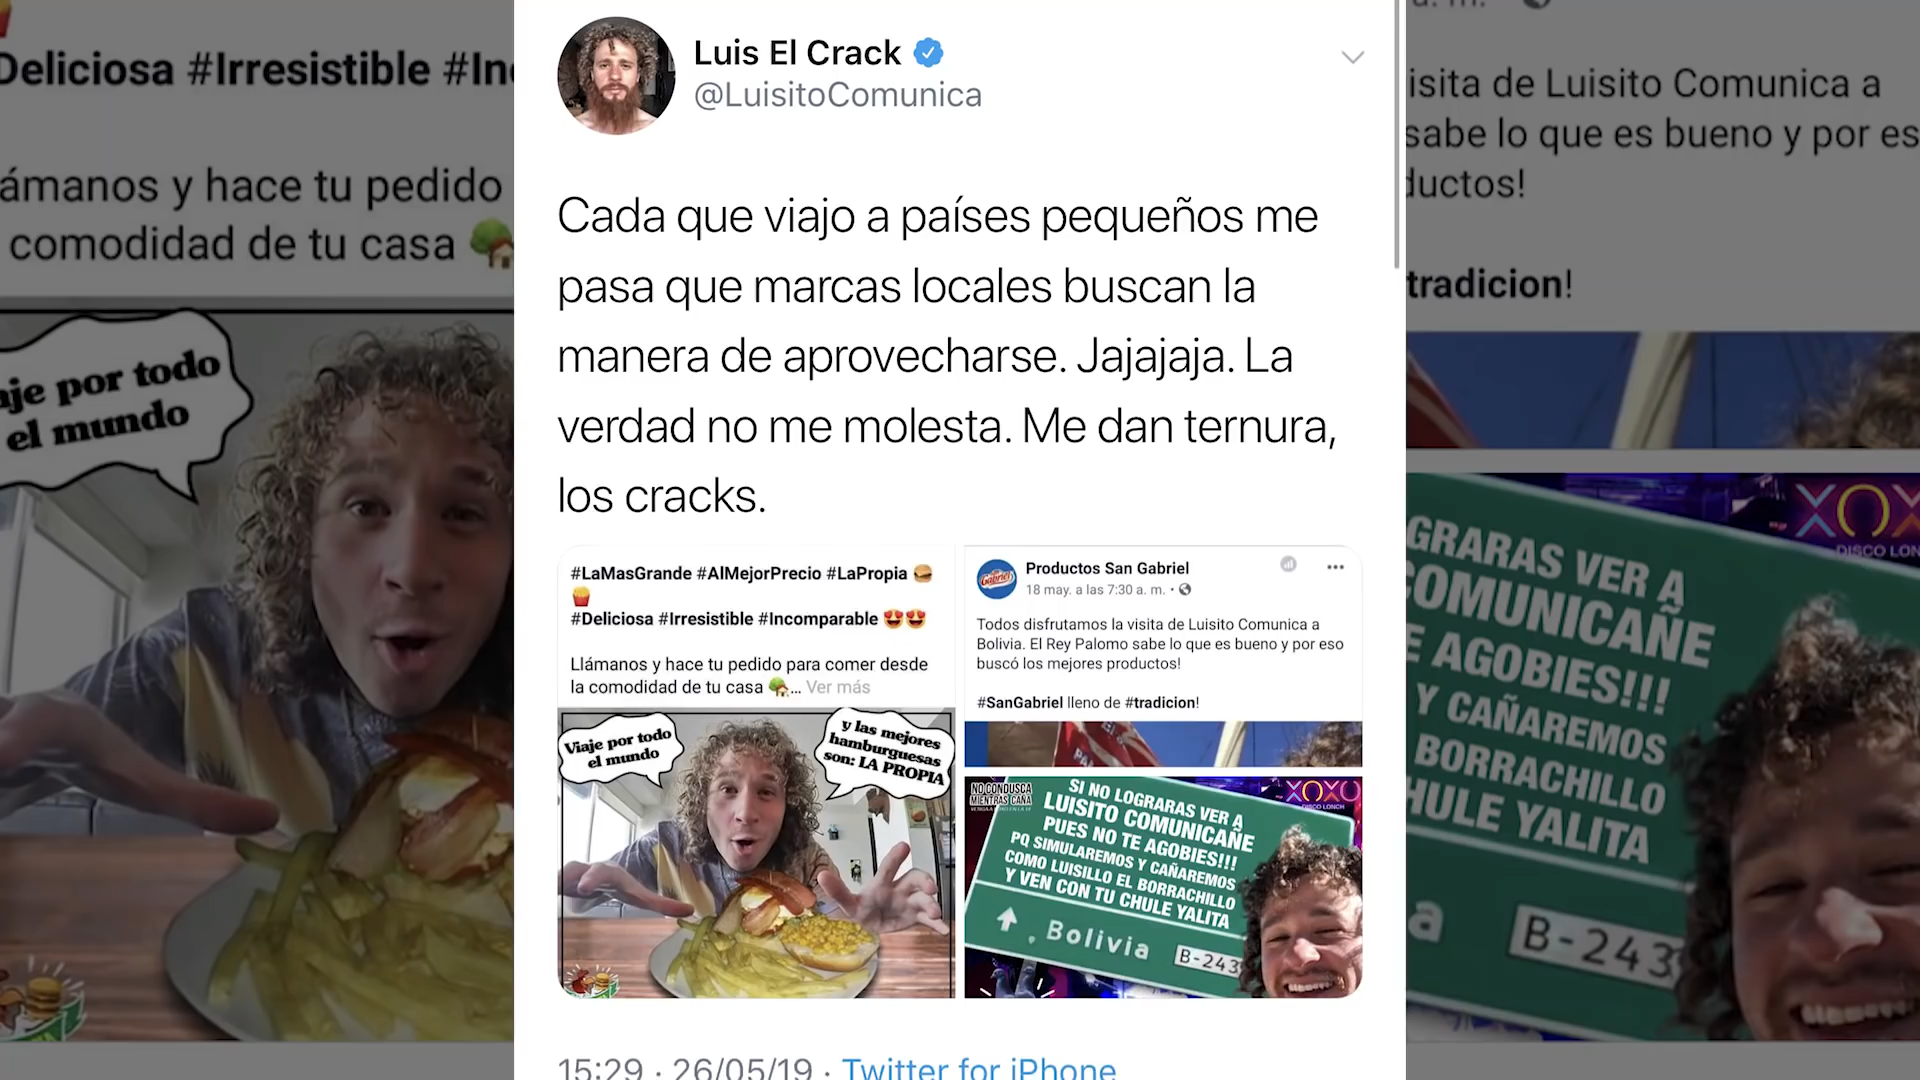 Deliciosa #Irresistible #In
ámanos y hace tu pedido
comodidad de tu casa
aje por todo
el mundo
Luis El Crack
@LuisitoComunica
Cada que viajo a países pequeños me
pasa que marcas locales buscan la
manera de aprovecharse. Jajajaja. La
verdad no me molesta. Me dan ternura,
los cracks.
#LaMasGrande #AlMejorPrecio #LaPropia 🍔
🍟
#Deliciosa #Irresistible #Incomparable 😍😍
Llámanos y hace tu pedido para comer desde
la comodidad de tu casa 🏡... Ver más
Viaje por todo
el mundo
y las mejores
hamburguesas
son: LA PROPIA
San Gabriel
Productos San Gabriel
18 may. a las 7:30 a. m. ·
Todos disfrutamos la visita de Luisito Comunica a
Bolivia. El Rey Palomo sabe lo que es bueno y por eso
buscó los mejores productos!
#SanGabriel lleno de #tradicion!
NO CONDUSCA
MIENTRAS CAÑA
XOXO
DISCO LONCH
SI NO LOGRARAS VER A
LUISITO COMUNICAÑE
PUES NO TE AGOBIES!!!
PQ SIMULAREMOS Y CAÑAREMOS
COMO LUISILLO EL BORRACHILLO
Y VEN CON TU CHULE YALITA
Bolivia
B-243
15:29 · 26/05/19 · Twitter for iPhone
a. m.
isita de Luisito Comunica a
sabe lo que es bueno y por es
ductos!
tradicion!
XOX
DISCO LON
GRARAS VER A
COMUNICAÑE
E AGOBIES!!!
Y CAÑAREMOS
BORRACHILLO
HULE YALITA
a
B-243